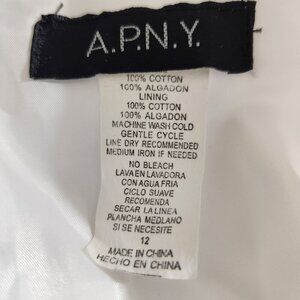 A.P.N.Y.
100% COTTON
100% ALGADON
LINING
100% COTTON
100% ALGADON
MACHINE WASH COLD
GENTLE CYCLE
LINE DRY RECOMMENDED
MEDIUM IRON IF NEEDED
NO BLEACH
LAVA EN LAVADORA
CON AGUA FRIA
CICLO SUAVE
RECOMENDA
SECAR LA LINEA
PLANCHA MEDLANO
SI SE NECESITE
12
MADE IN CHINA
HECHO EN CHINA